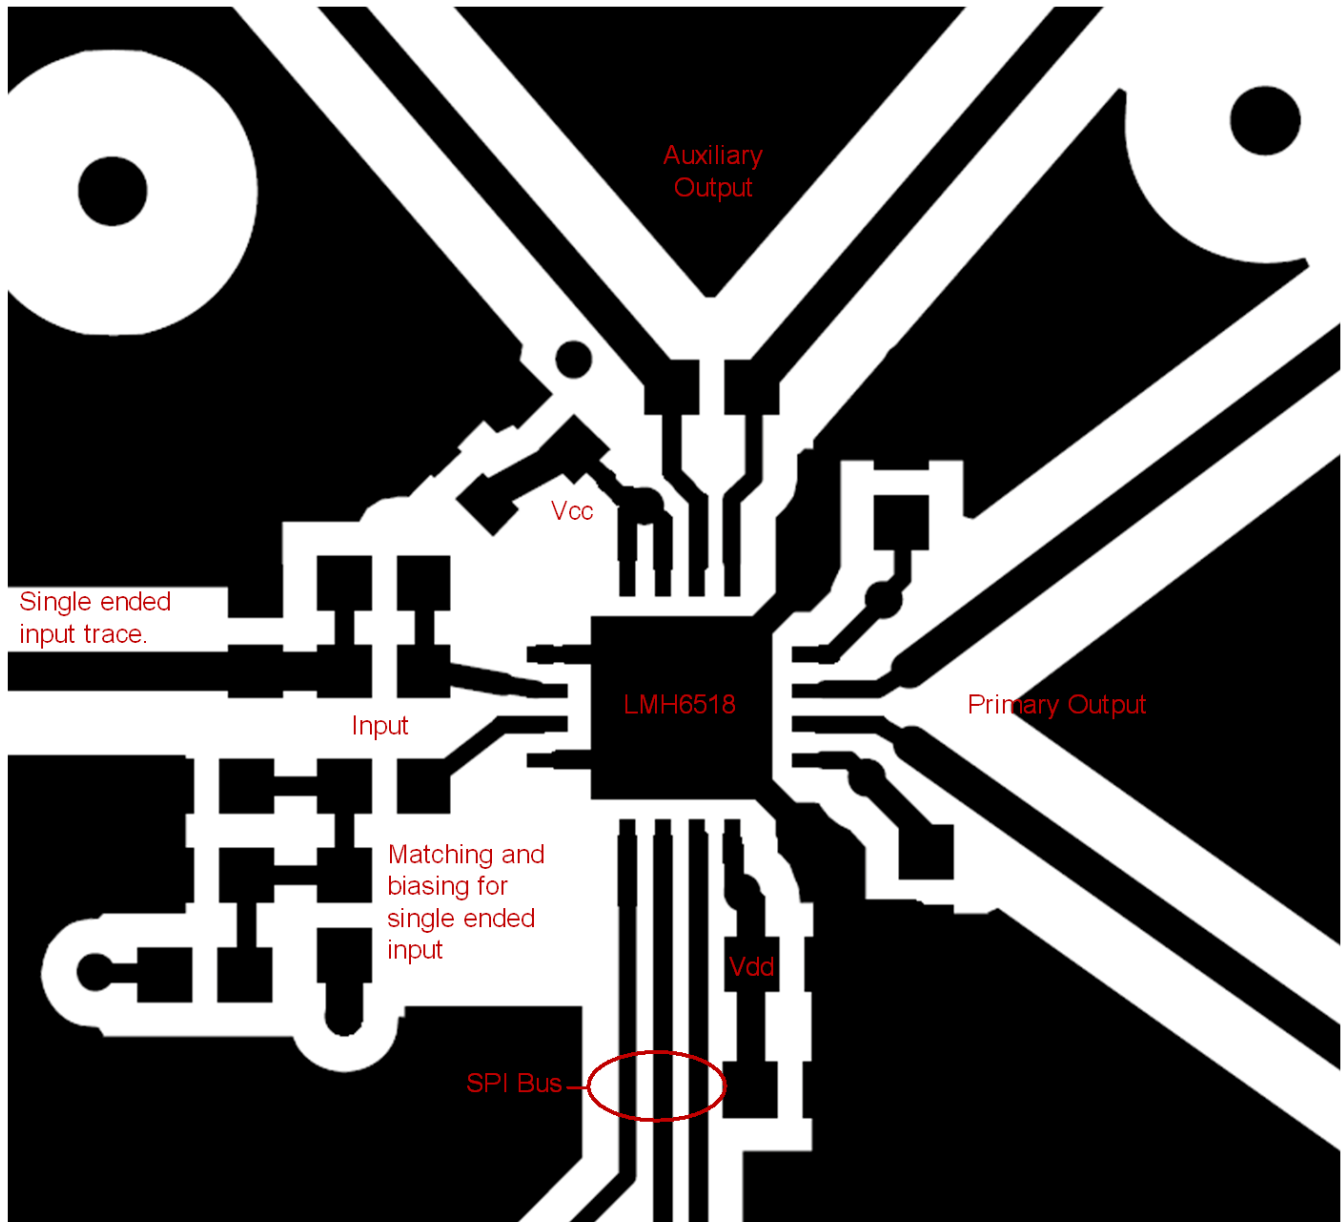 Auxiliary
Output
Vcc
Single ended
input trace.
LMH6518
Primary Output
Input
Matching and
biasing for
single ended
input
Vdd
SPI Bus